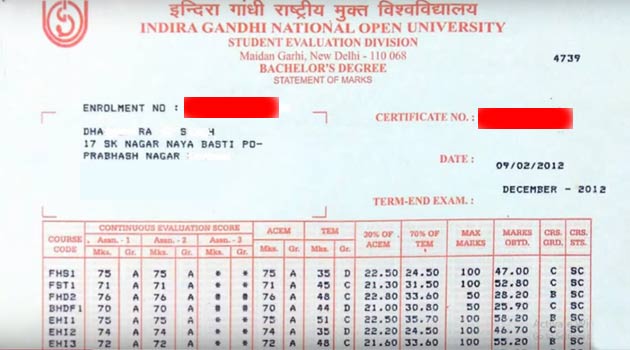 इन्दिरा गांधी राष्ट्रीय मुक्त विश्वविद्यालय
INDIRA GANDHI NATIONAL OPEN UNIVERSITY
STUDENT EVALUATION DIVISION
Maidan Garhi, New Delhi - 110 068
BACHELOR'S DEGREE
STATEMENT OF MARKS
4739
ENROLMENT NO :
CERTIFICATE NO. :
DHA RA S H
17 SK NAGAR NAYA BASTI PO-
PRABHASH NAGAR
DATE : 09/02/2012
TERM-END EXAM. : DECEMBER - 2012
COURSE CODE CONTINUOUS EVALUATION SCORE ACEM TEM 30% OF ACEM 70% OF TEM MAX MARKS MARKS OBTD. CRS. GRD. CRS. STS.
Assn. - 1 Assn. - 2 Assn. - 3
Mks. Gr. Mks. Gr. Mks. Gr. Mks. Gr. Mks. Gr.
FHS1 75 A 75 A * * 75 A 35 D 22.50 24.50 100 47.00 C SC
FST1 71 A 71 A * * 71 A 45 C 21.30 31.50 100 52.80 C SC
FHD2 76 A 76 A * * 76 A 48 C 22.80 33.60 50 28.20 B SC
BHDF1 70 A 70 A * * 70 A 44 D 21.00 30.80 50 25.90 C SC
EHI1 75 A 75 A * * 75 A 51 C 22.50 35.70 100 58.20 B SC
EHI2 74 A 74 A * * 74 A 35 D 22.20 100 46.70 C SC
EHI3 72 A 72 A * * 72 A 48 C 21.60 33.60 100 55.20 B SC